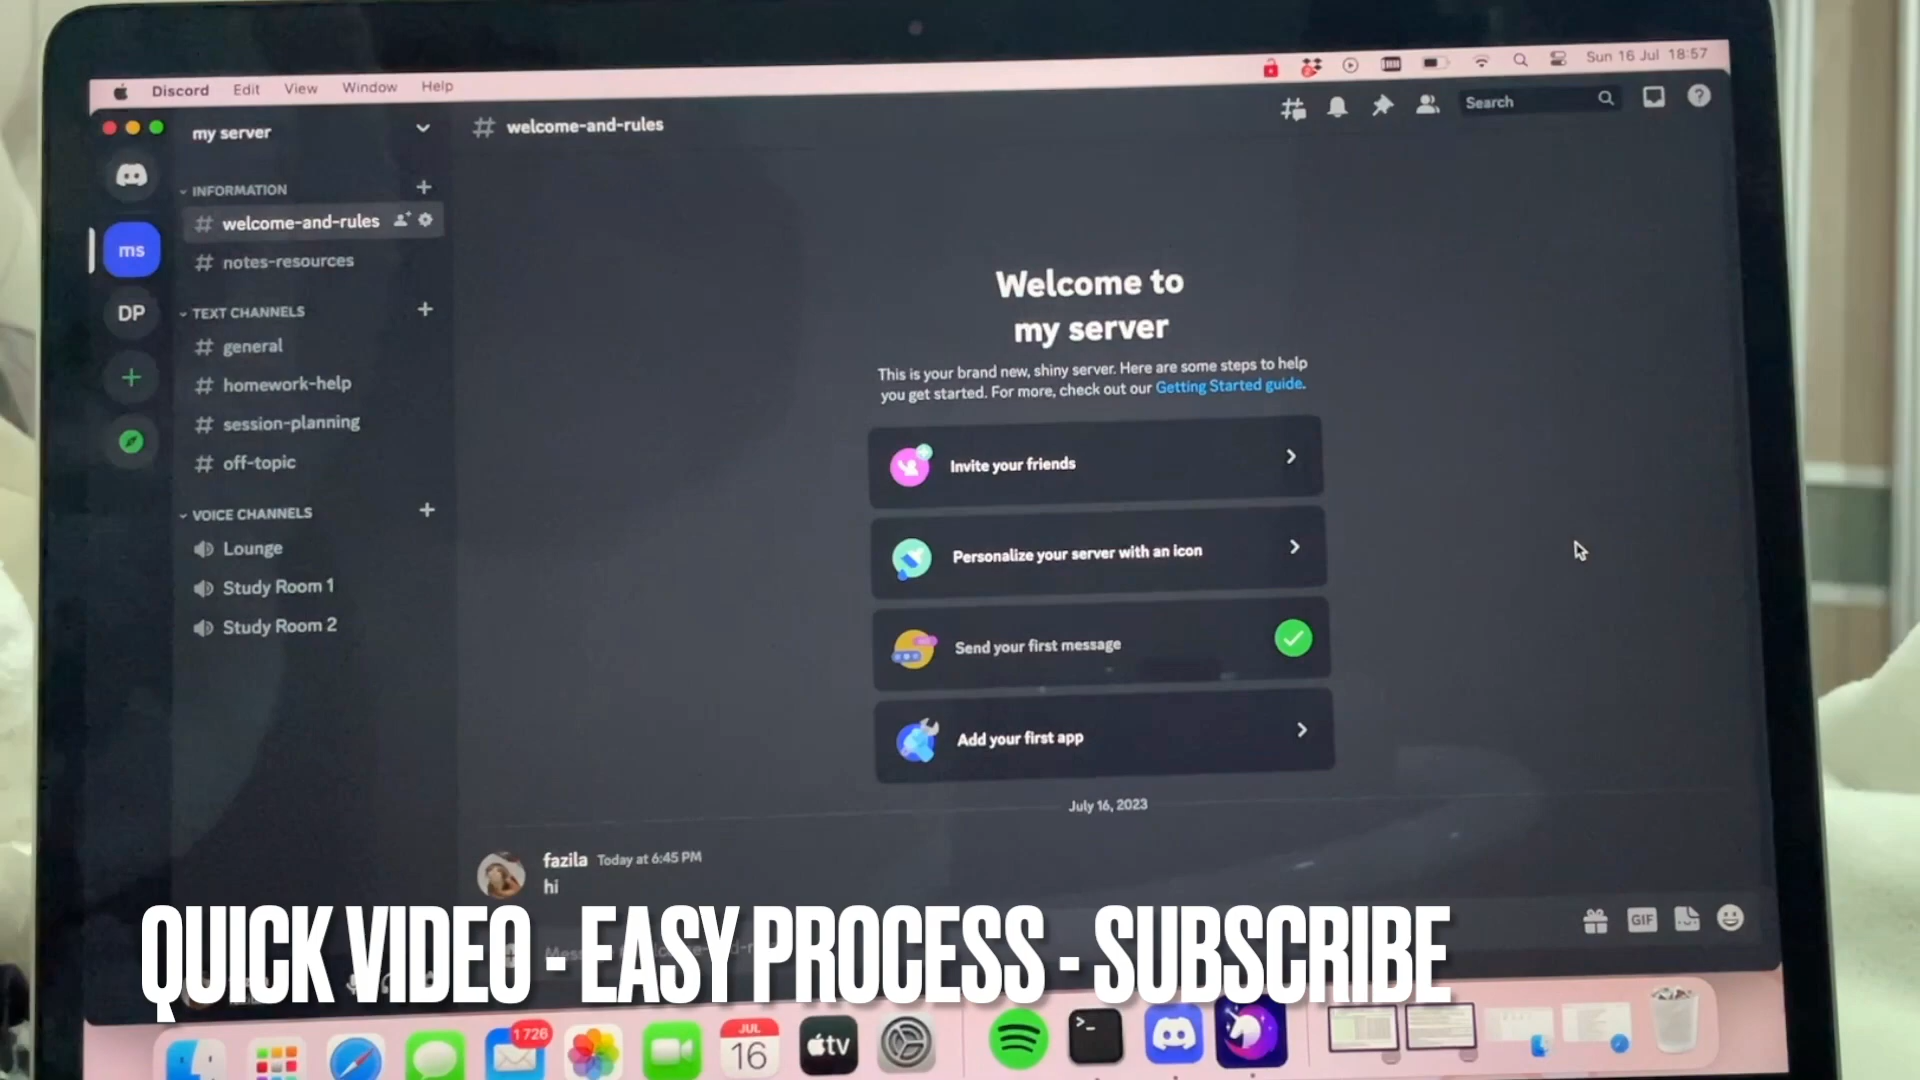 Discord Edit View Window Help
Sun 16 Jul 18:57
my server
# welcome-and-rules
Search
INFORMATION
# welcome-and-rules
# notes-resources
TEXT CHANNELS
# general
# homework-help
# session-planning
# off-topic
VOICE CHANNELS
Lounge
Study Room 1
Study Room 2
ms
DP
Welcome to
my server
This is your brand new, shiny server. Here are some steps to help
you get started. For more, check out our Getting Started guide.
Invite your friends
Personalize your server with an icon
Send your first message
Add your first app
July 16, 2023
fazila Today at 6:45 PM
hi
GIF
QUICK VIDEO - EASY PROCESS - SUBSCRIBE
1726
JUL
16
tv